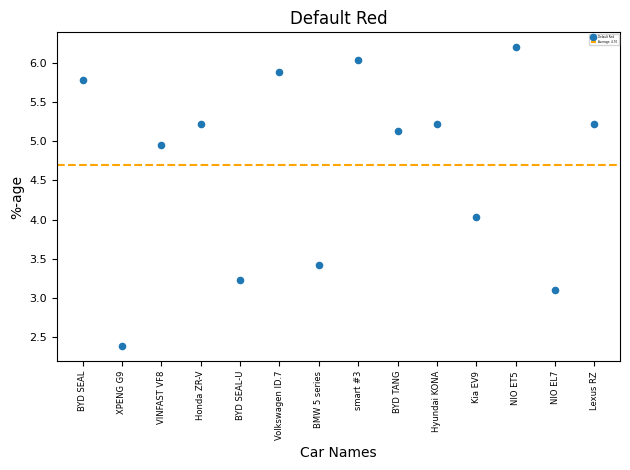 Default Red
Default Red
%-age
6.0
5.5
5.0
4.5
4.0
3.5
3.0
2.5
BYD SEAL
XPENG G9
VINFAST VF8
Honda ZR-V
BYD SEAL-U
Volkswagen ID.7
BMW 5 series
smart #3
BYD TANG
Hyundai KONA
Kia EV9
NIO ET5
NIO EL7
Lexus RZ
Car Names